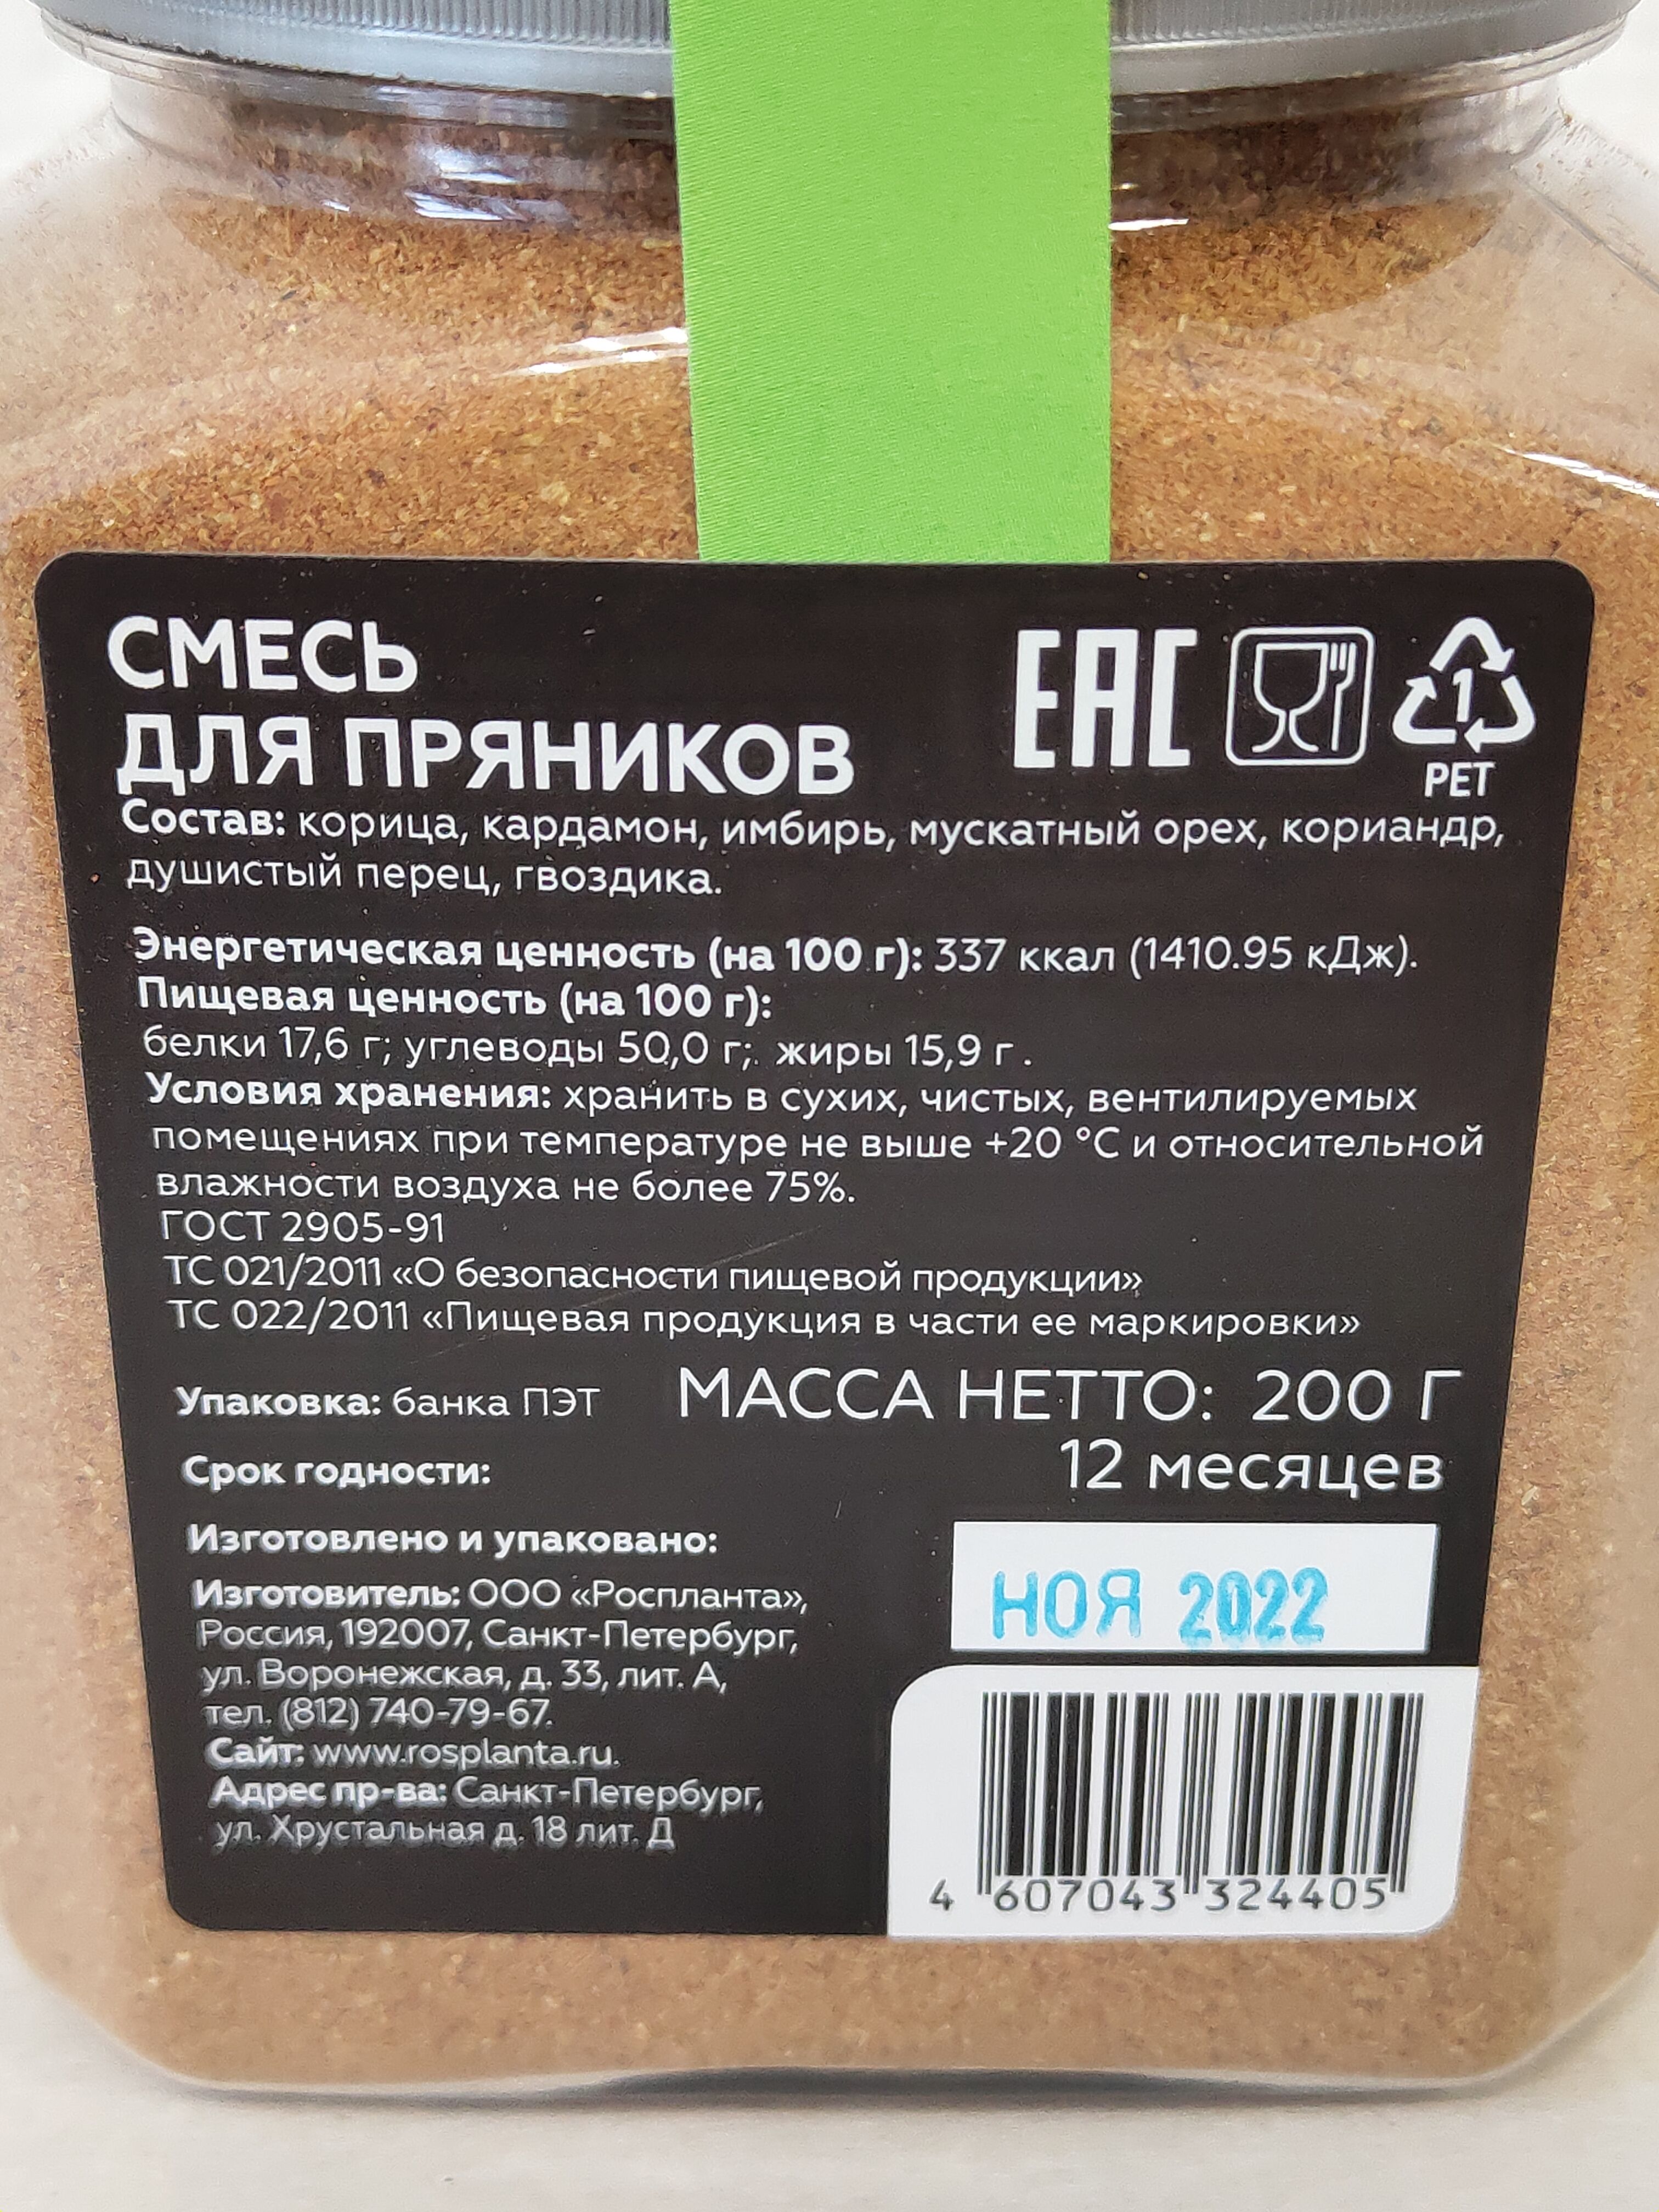 СМЕСЬ
ДЛЯ ПРЯНИКОВ
EAC
1
PET
Состав: корица, кардамон, имбирь, мускатный орех, кориандр,
душистый перец, гвоздика.
Энергетическая ценность (на 100 г): 337 ккал (1410.95 кДж).
Пищевая ценность (на 100 г):
белки 17,6 г; углеводы 50,0 г; жиры 15,9 г.
Условия хранения: хранить в сухих, чистых, вентилируемых
помещениях при температуре не выше +20 °С и относительной
влажности воздуха не более 75%.
ГОСТ 2905-91
ТС 021/2011 «О безопасности пищевой продукции»
ТС 022/2011 «Пищевая продукция в части ее маркировки»
Упаковка: банка ПЭТ МАССА НЕТТО: 200 Г
Срок годности: 12 месяцев
Изготовлено и упаковано:
НОЯ 2022
Изготовитель: ООО «Роспланта»,
Россия, 192007, Санкт-Петербург,
ул. Воронежская, д. 33, лит. А,
тел. (812) 740-79-67.
Сайт: www.rosplanta.ru.
Адрес пр-ва: Санкт-Петербург,
ул. Хрустальная д. 18 лит. Д
4 607043 324405